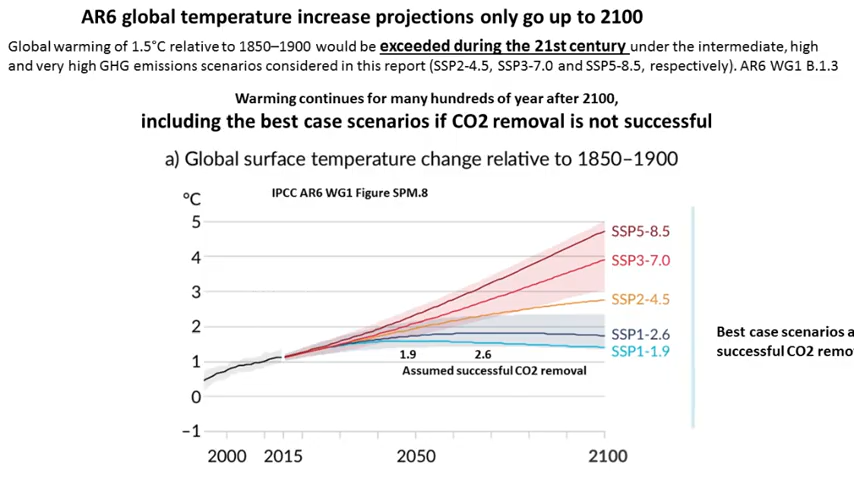 AR6 global temperature increase projections only go up to 2100
Global warming of 1.5°C relative to 1850–1900 would be exceeded during the 21st century under the intermediate, high
and very high GHG emissions scenarios considered in this report (SSP2-4.5, SSP3-7.0 and SSP5-8.5, respectively). AR6 WG1 B.1.3
Warming continues for many hundreds of year after 2100,
including the best case scenarios if CO2 removal is not successful
a) Global surface temperature change relative to 1850–1900
°C
IPCC AR6 WG1 Figure SPM.8
5
4
3
2
1
0
−1
SSP5-8.5
SSP3-7.0
SSP2-4.5
SSP1-2.6
SSP1-1.9
1.9 2.6
Assumed successful CO2 removal
2000 2015 2050 2100
Best case scenarios a
successful CO2 remo